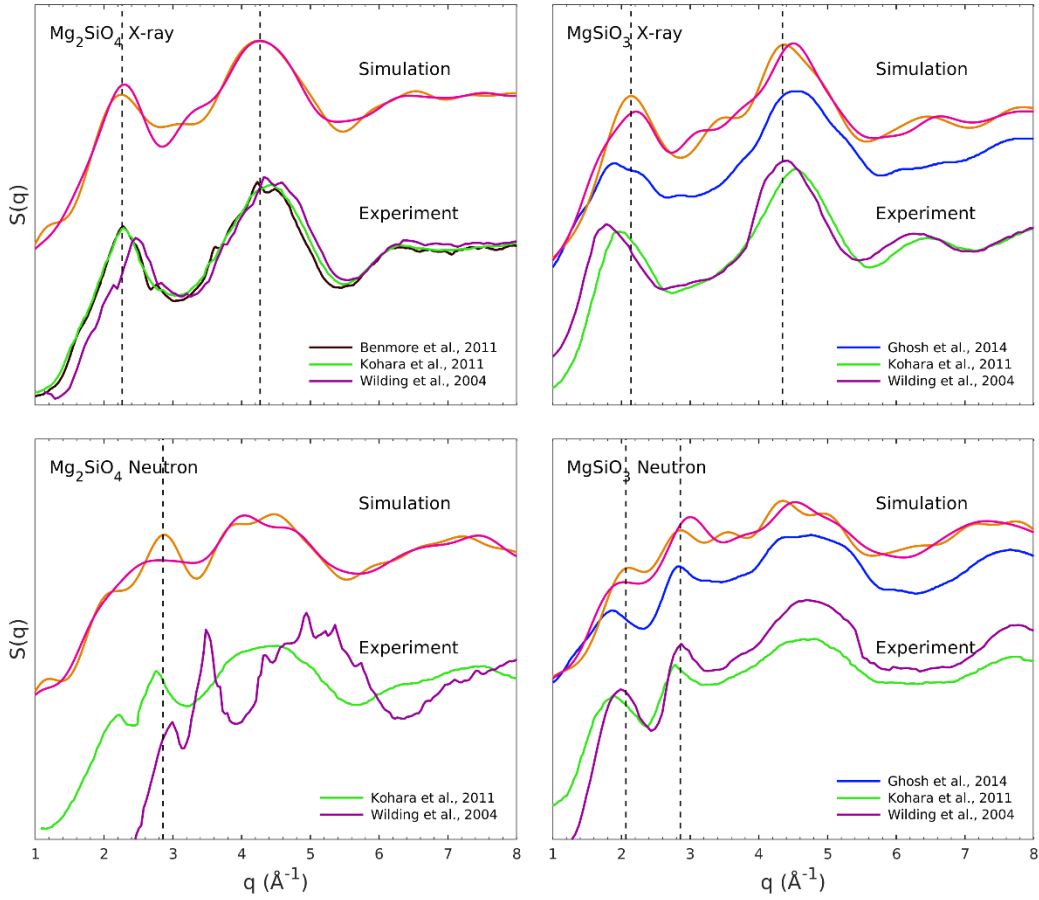 Mg₂SiO₄ X-ray
Simulation
Experiment
S(q)
Benmore et al., 2011
Kohara et al., 2011
Wilding et al., 2004
MgSiO₃ X-ray
Simulation
Experiment
Ghosh et al., 2014
Kohara et al., 2011
Wilding et al., 2004
Mg₂SiO₄ Neutron
Simulation
Experiment
S(q)
Kohara et al., 2011
Wilding et al., 2004
1 2 3 4 5 6 7 8
q (Å⁻¹)
MgSiO₃ Neutron
Simulation
Experiment
Ghosh et al., 2014
Kohara et al., 2011
Wilding et al., 2004
1 2 3 4 5 6 7 8
q (Å⁻¹)